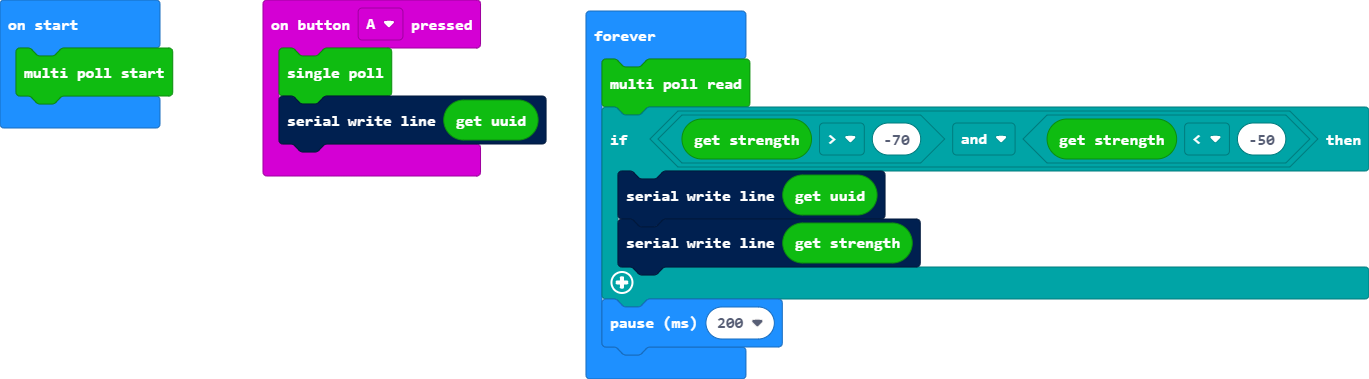 on start
multi poll start
on button A pressed
single poll
serial write line get uuid
forever
multi poll read
if get strength > -70 and get strength < -50 then
serial write line get uuid
serial write line get strength
pause (ms) 200